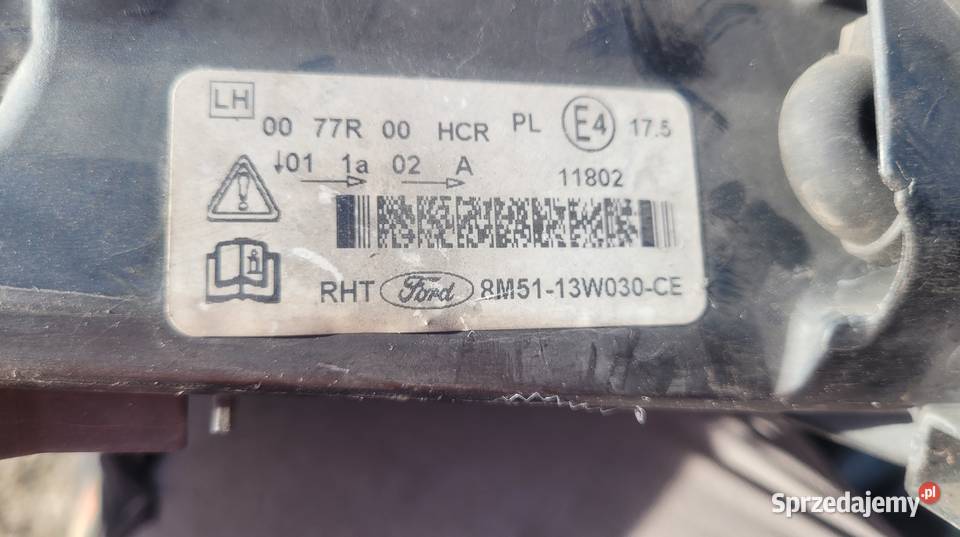 LH
00 77R 00 HCR PL E4 17.5
↓01 1a 02 A 11802
RHT Ford 8M51-13W030-CE
Sprzedajemy.pl